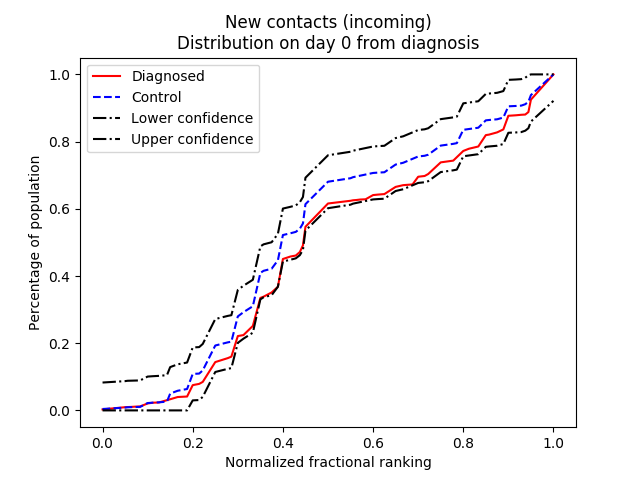 New contacts (incoming)
Distribution on day 0 from diagnosis
Diagnosed
Control
Lower confidence
Upper confidence
Percentage of population
1.0
0.8
0.6
0.4
0.2
0.0
0.0 0.2 0.4 0.6 0.8 1.0
Normalized fractional ranking